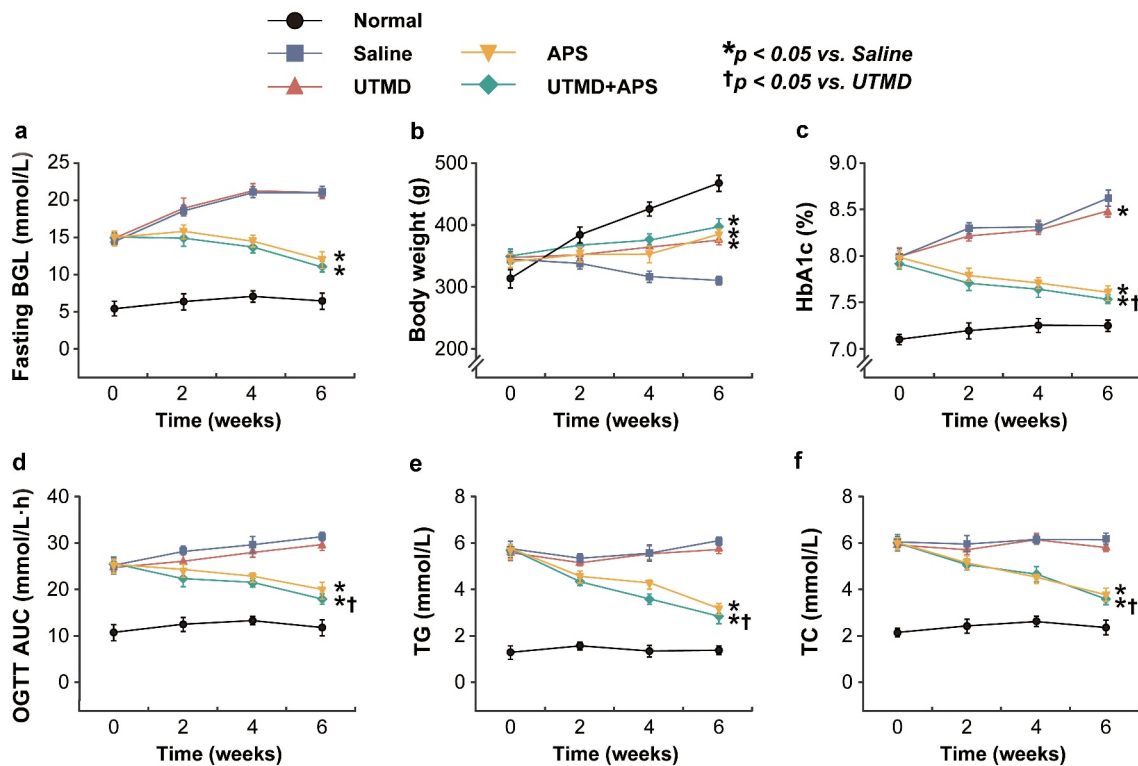 Normal
Saline
APS
*p < 0.05 vs. Saline
UTMD
UTMD+APS
†p < 0.05 vs. UTMD
a
Fasting BGL (mmol/L)
25
20
15
10
5
0
*
*
0 2 4 6
Time (weeks)
b
Body weight (g)
500
400
300
200
*
*
*
0 2 4 6
Time (weeks)
c
HbA1c (%)
9.0
8.5
8.0
7.5
7.0
*
*
*†
0 2 4 6
Time (weeks)
d
OGTT AUC (mmol/L·h)
40
30
20
10
0
*
*†
0 2 4 6
Time (weeks)
e
TG (mmol/L)
8
6
4
2
0
*
*†
0 2 4 6
Time (weeks)
f
TC (mmol/L)
8
6
4
2
0
*
*†
0 2 4 6
Time (weeks)